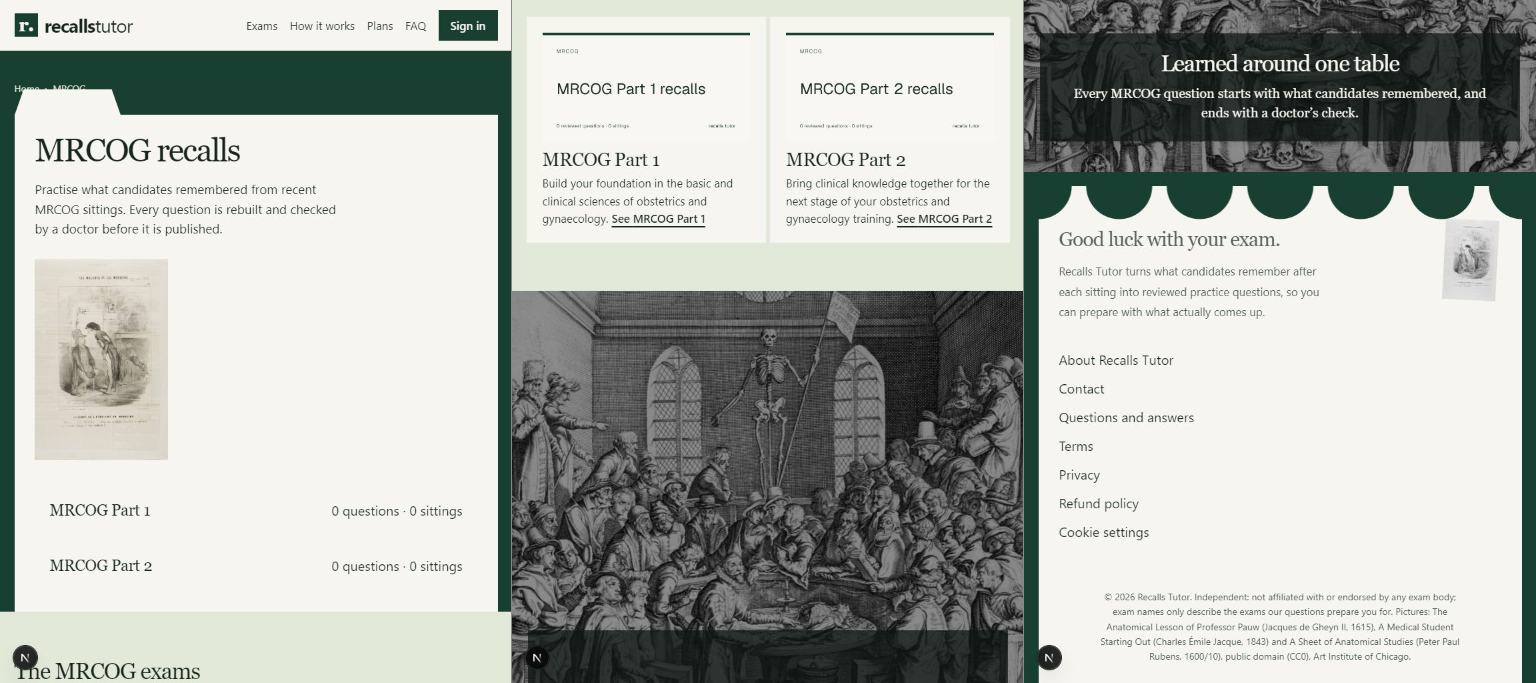 r. recallstutor
Exams How it works Plans FAQ Sign in
Home MRCOG
MRCOG recalls
Practise what candidates remembered from recent
MRCOG sittings. Every question is rebuilt and checked
by a doctor before it is published.
MRCOG Part 1 0 questions · 0 sittings
MRCOG Part 2 0 questions · 0 sittings
The MRCOG exams
N
MRCOG
MRCOG Part 1 recalls
0 reviewed questions · 0 sittings recalls tutor
MRCOG Part 1
Build your foundation in the basic and
clinical sciences of obstetrics and
gynaecology. See MRCOG Part 1
MRCOG
MRCOG Part 2 recalls
0 reviewed questions · 0 sittings recalls tutor
MRCOG Part 2
Bring clinical knowledge together for the
next stage of your obstetrics and
gynaecology training. See MRCOG Part 2
N
Learned around one table
Every MRCOG question starts with what candidates remembered, and
ends with a doctor’s check.
Good luck with your exam.
Recalls Tutor turns what candidates remember after
each sitting into reviewed practice questions, so you
can prepare with what actually comes up.
About Recalls Tutor
Contact
Questions and answers
Terms
Privacy
Refund policy
Cookie settings
© 2026 Recalls Tutor. Independent: not affiliated with or endorsed by any exam body;
exam names only describe the exams our questions prepare you for. Pictures: The
Anatomical Lesson of Professor Pauw (Jacques de Gheyn II, 1615), A Medical Student
Starting Out (Charles Émile Jacque, 1843) and A Sheet of Anatomical Studies (Peter Paul
Rubens, 1600/10), public domain (CC0), Art Institute of Chicago.
N